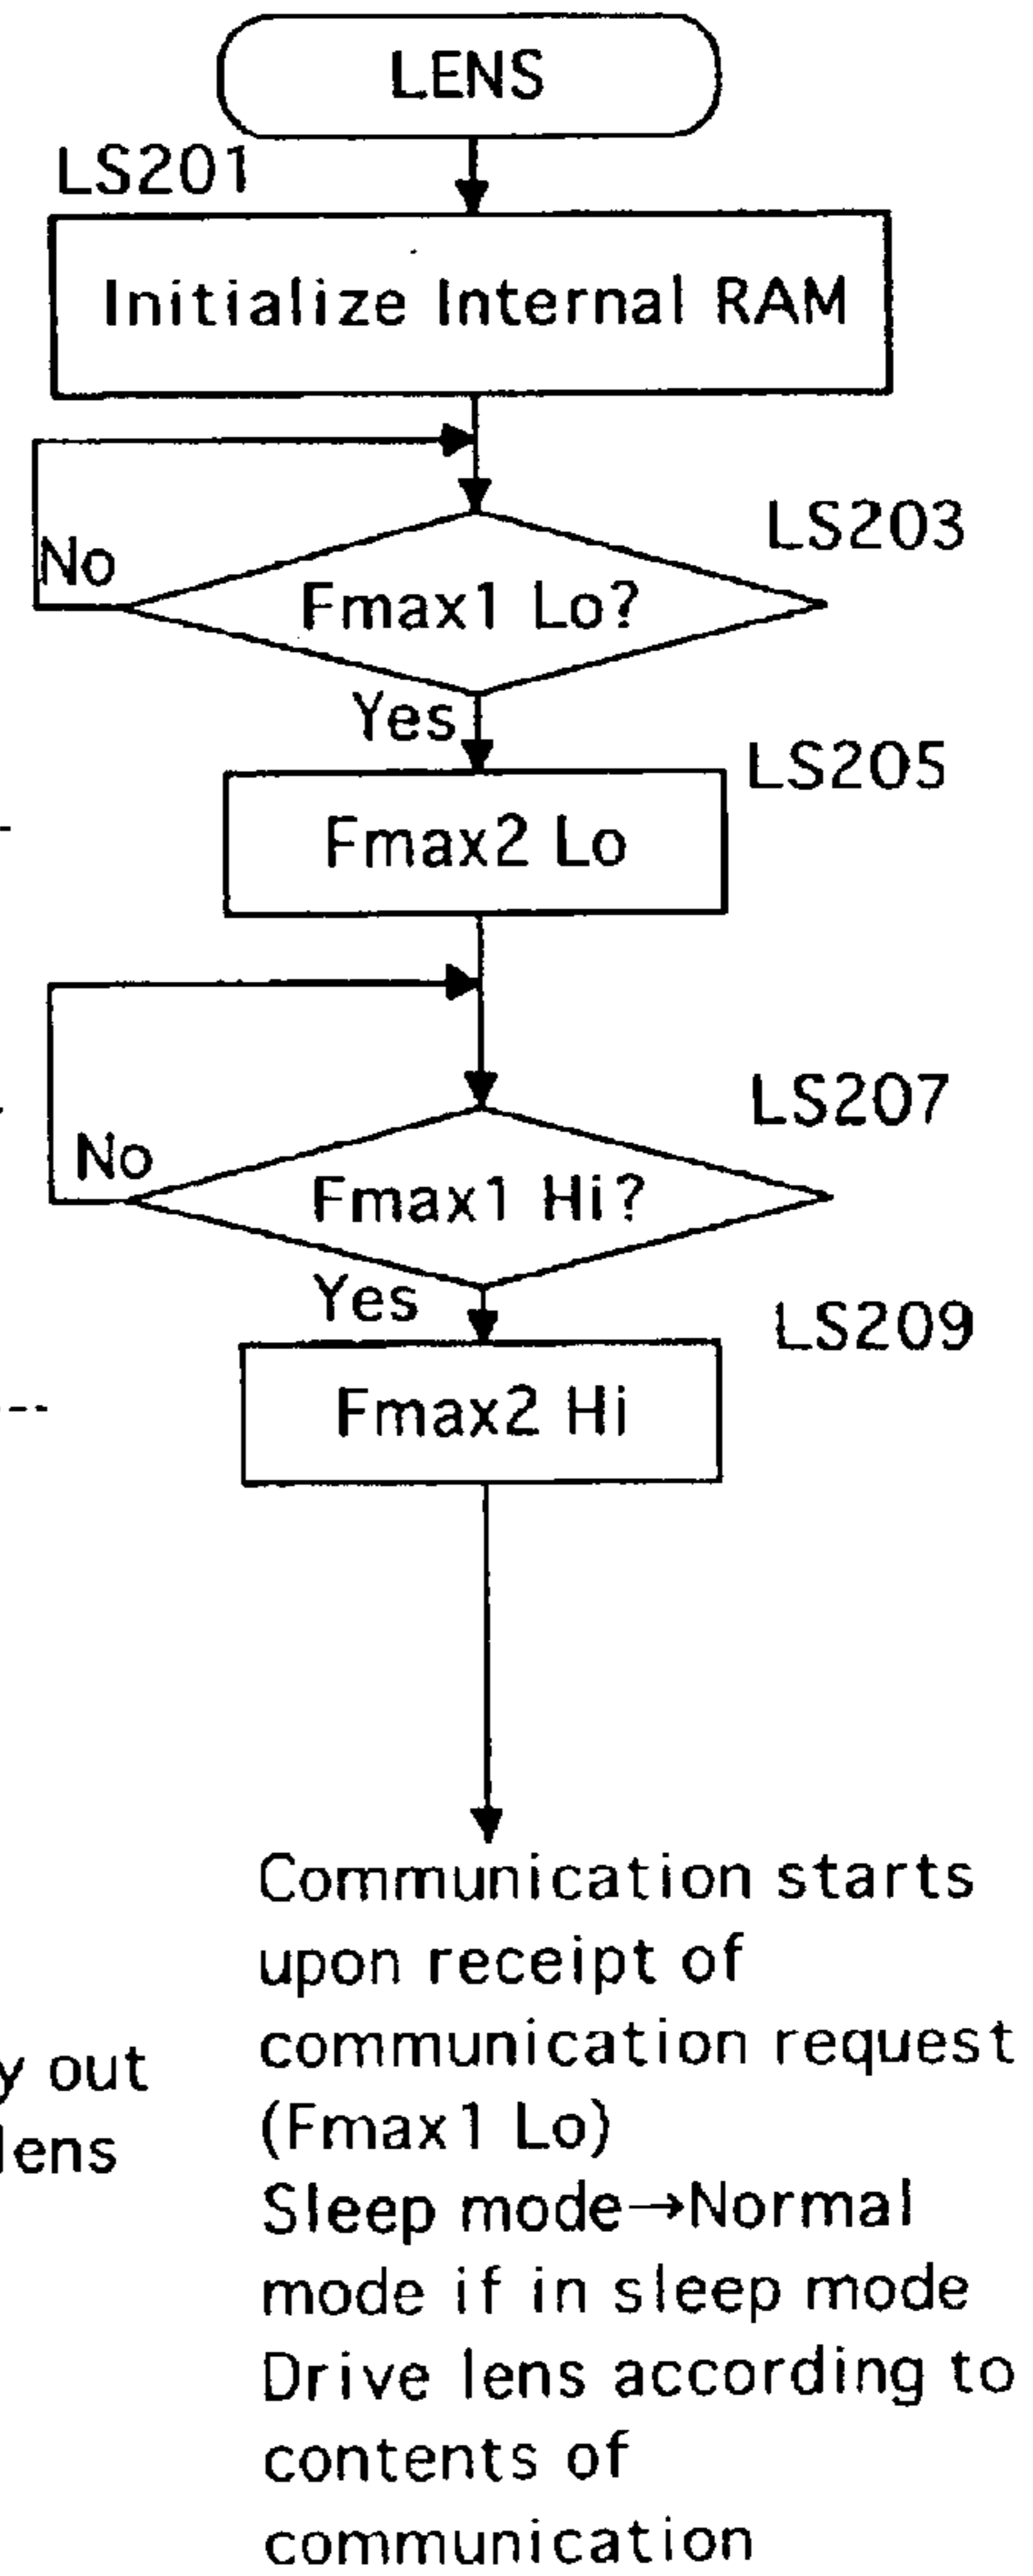 LENS
LS201
Initialize Internal RAM
No
LS203
Fmax1 Lo?
Yes
LS205
Fmax2 Lo
LS207
No
Fmax1 Hi?
Yes
LS209
Fmax2 Hi
Communication starts
upon receipt of
communication request
(Fmax1 Lo)
Sleep mode→Normal
mode if in sleep mode
Drive lens according to
contents of
communication
y out
lens